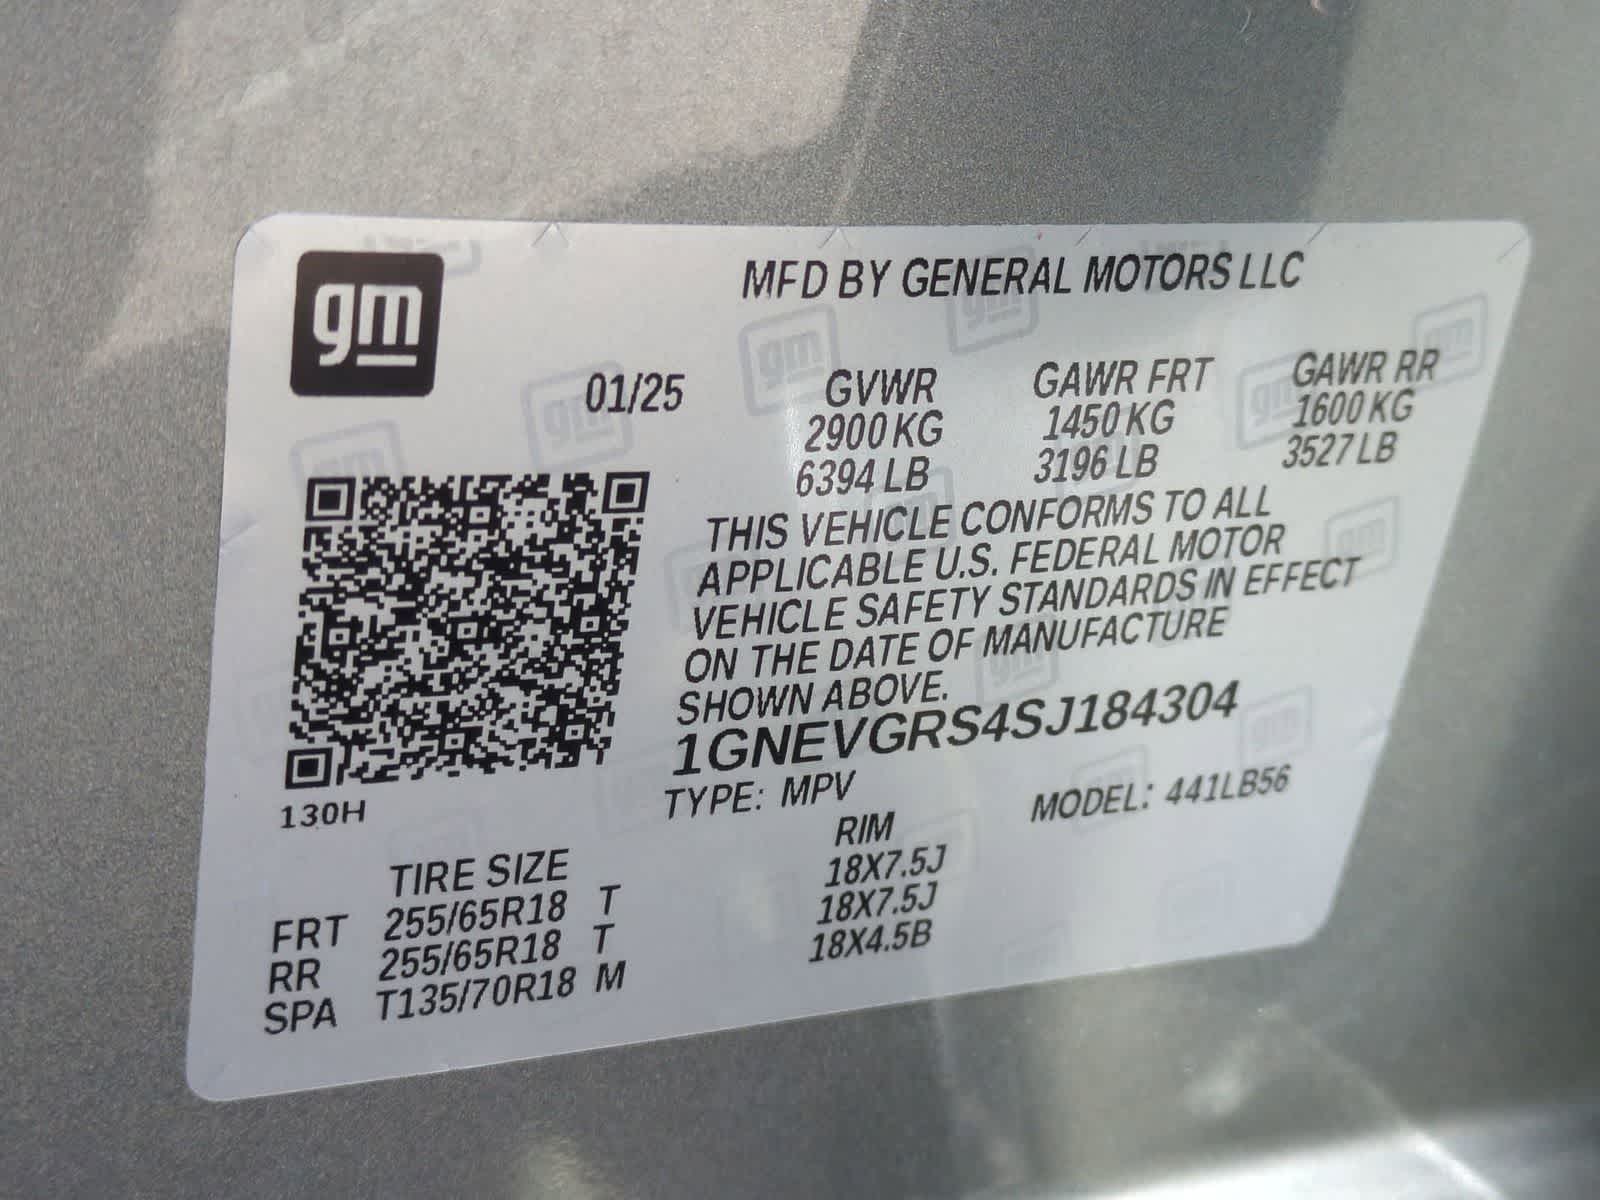 gm
MFD BY GENERAL MOTORS LLC
01/25 GVWR GAWR FRT GAWR RR
2900 KG 1450 KG 1600 KG
6394 LB 3196 LB 3527 LB
THIS VEHICLE CONFORMS TO ALL
APPLICABLE U.S. FEDERAL MOTOR
VEHICLE SAFETY STANDARDS IN EFFECT
ON THE DATE OF MANUFACTURE
SHOWN ABOVE.
1GNEVGRS4SJ184304
TYPE: MPV MODEL: 441LB56
130H
TIRE SIZE RIM
FRT 255/65R18 T 18X7.5J
RR 255/65R18 T 18X7.5J
SPA T135/70R18 M 18X4.5B